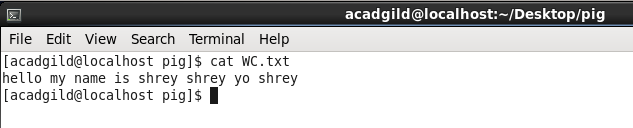 acadgild@localhost:~/Desktop/pig
File Edit View Search Terminal Help
[acadgild@localhost pig]$ cat WC.txt
hello my name is shrey shrey yo shrey
[acadgild@localhost pig]$